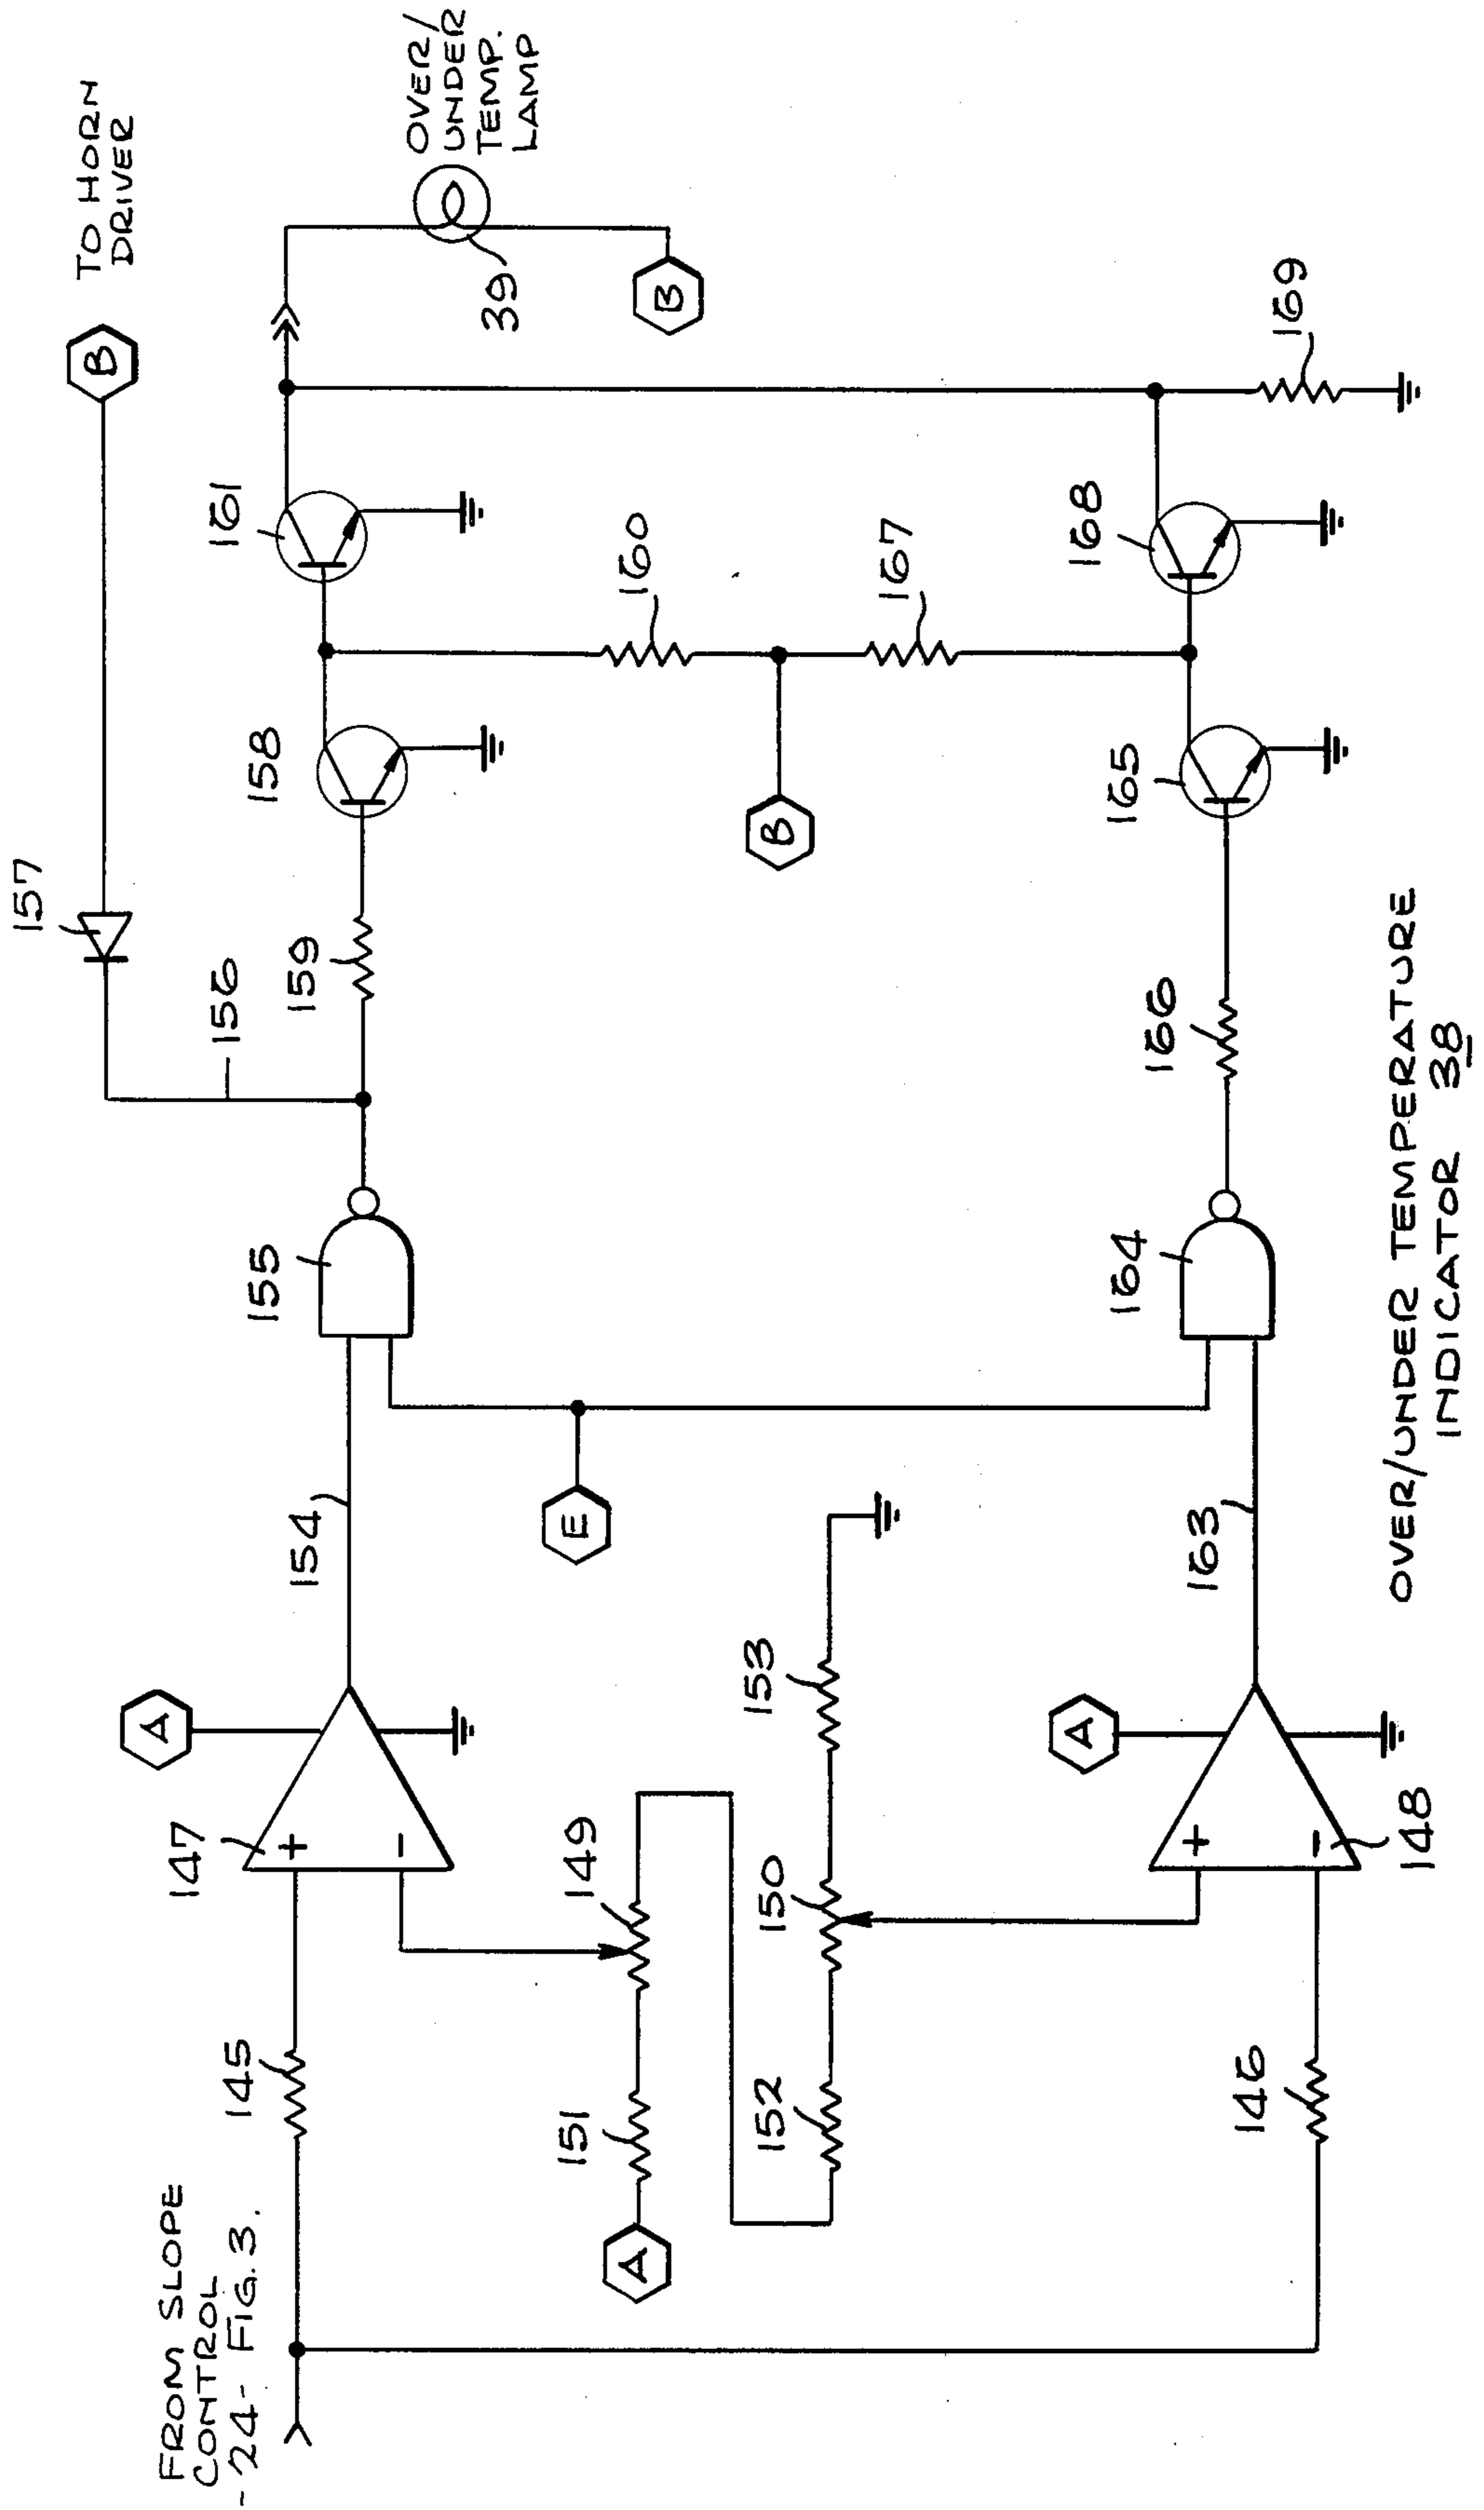 FROM SLOPE
CONTROL
-24- FIG. 3.
145
147
+
−
A
154
155
156
157
B
TO HORN
DRIVER
159
158
161
OVER/
UNDER
TEMP.
LAMP
39
B
A
151
149
E
160
B
152
150
153
167
146
148
+
−
A
163
164
166
165
168
169
OVER/UNDER TEMPERATURE
INDICATOR 38